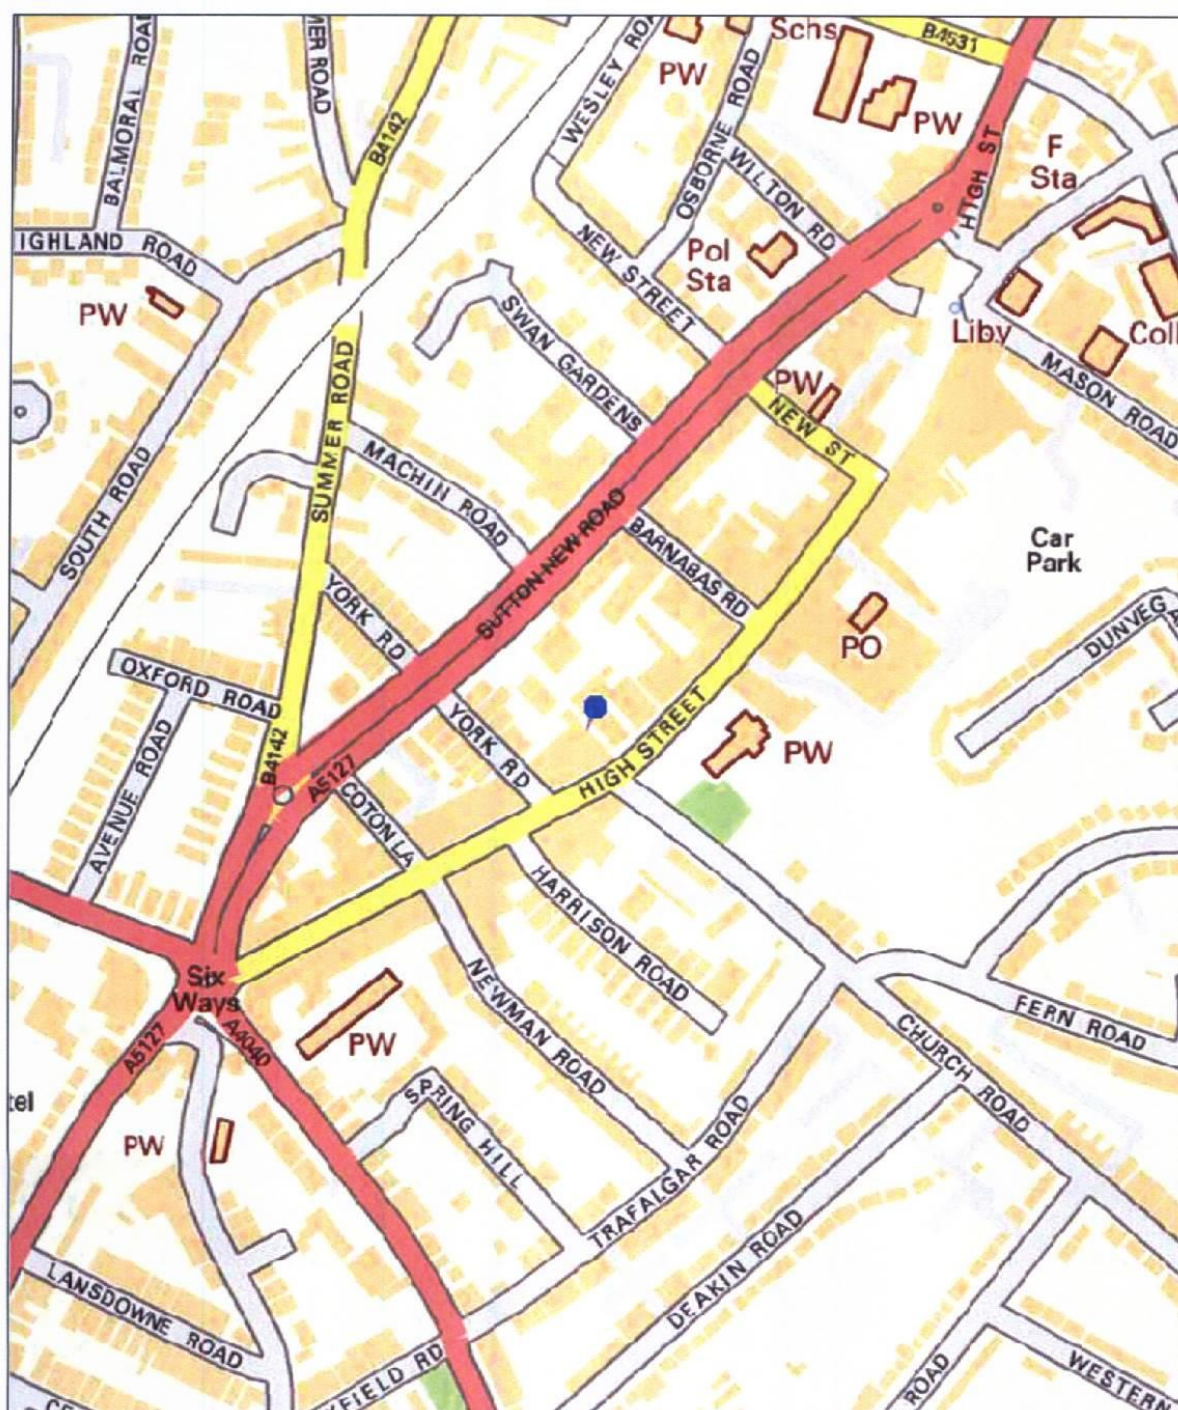 Schs
B4531
BALMORAL ROAD
MER ROAD
B4142
WESLEY ROA
PW
OSBORNE ROAD
PW
HIGH ST
F
Sta
WILTON RD
IGHLAND ROAD
Pol
Sta
NEW STREET
PW
SWAN GARDENS
Liby
Coll
MASON ROAD
PW
NEW ST
SUMMER ROAD
MACHIN ROAD
SOUTH ROAD
SUTTON NEW ROAD
BARNABAS RD
Car
Park
YORK RD
DUNVEGA
PO
OXFORD ROAD
YORK RD
HIGH STREET
PW
B4142
A5127
AVENUE ROAD
COTON LA
HARRISON ROAD
Six
Ways
NEWMAN ROAD
FERN ROAD
A5127
A4040
PW
CHURCH ROAD
tel
SPRING HILL
PW
TRAFALGAR ROAD
DEAKIN ROAD
LANSDOWNE ROAD
YFIELD RD
ROAD
WESTERN